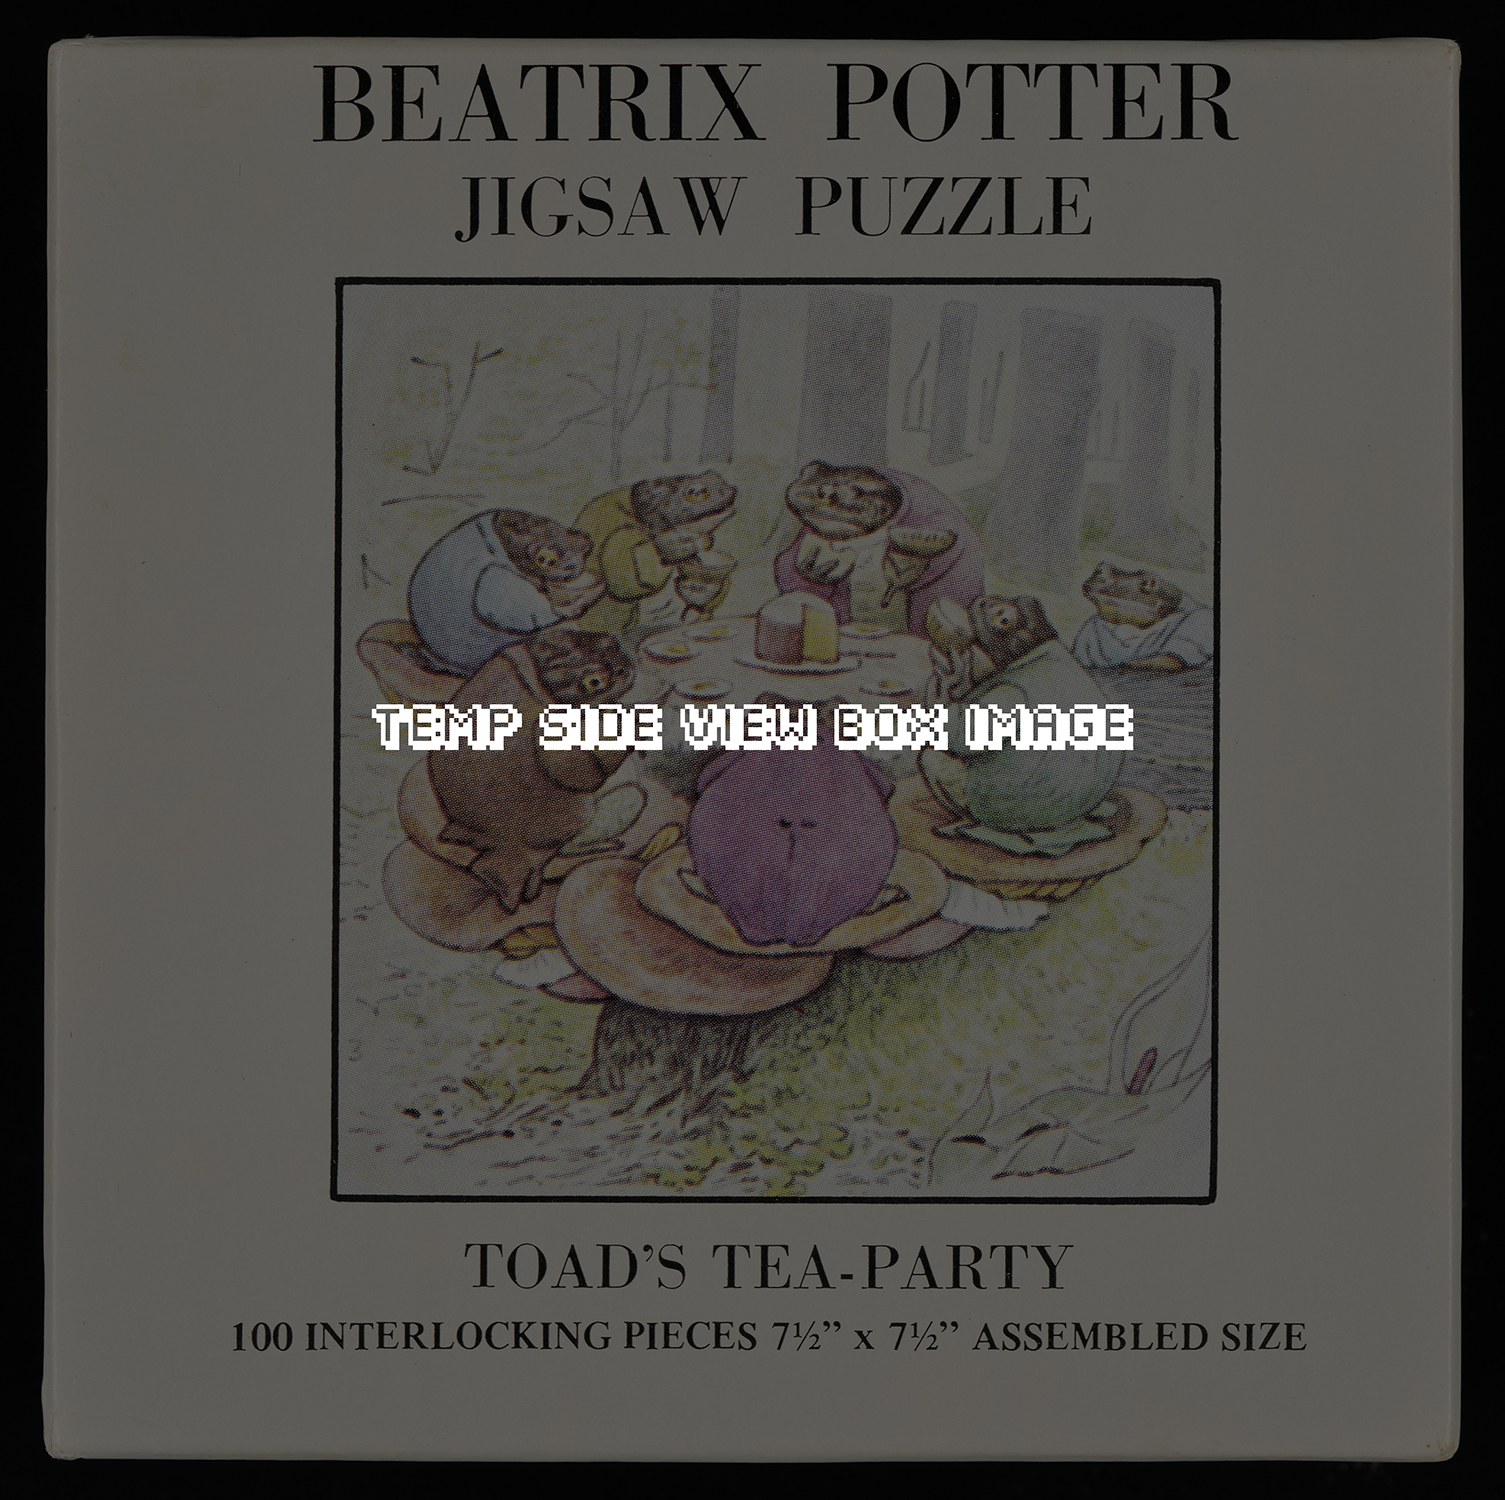 BEATRIX POTTER
JIGSAW PUZZLE
TEMP SIDE VIEW BOX IMAGE
TOAD'S TEA-PARTY
100 INTERLOCKING PIECES 7½” x 7½” ASSEMBLED SIZE